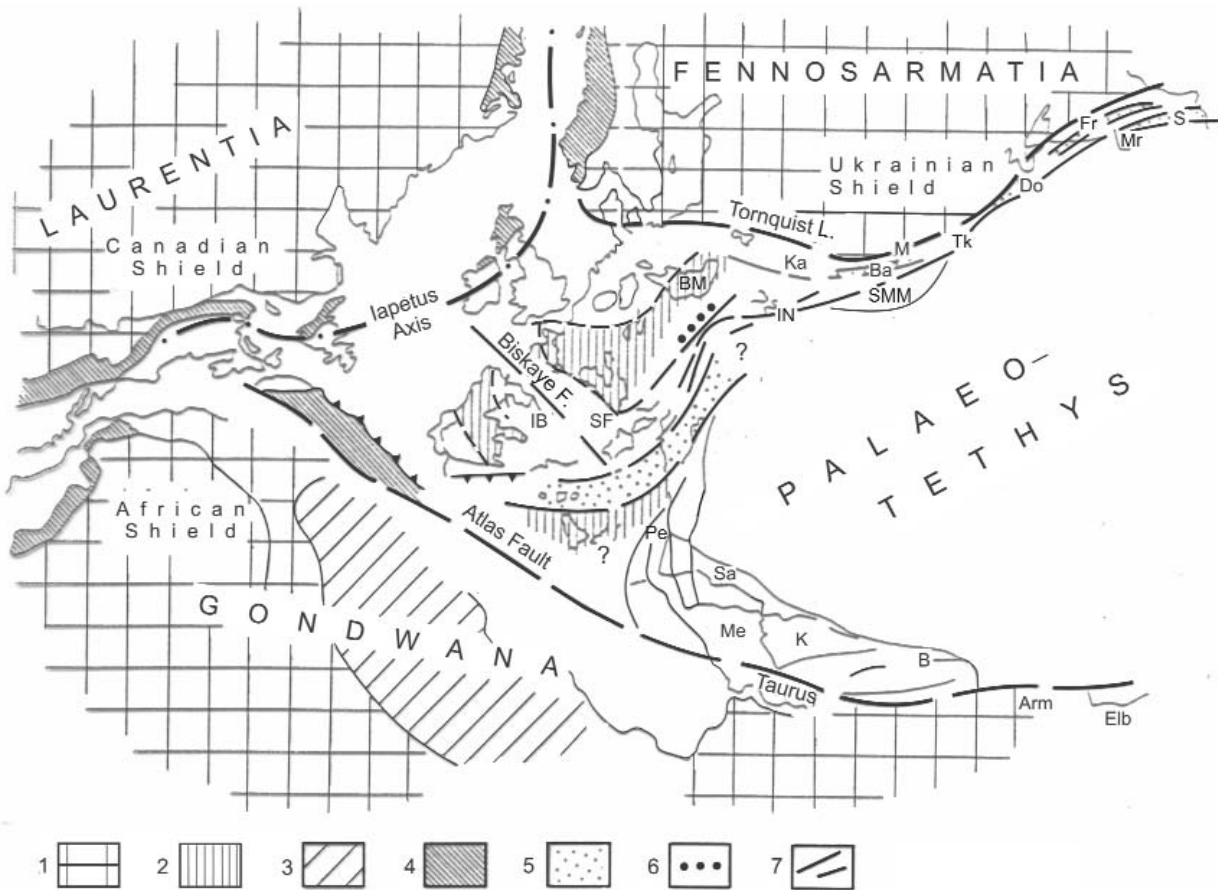 FENNOSARMATIA
LAURENTIA
Fr
S
Mr
Ukrainian
Shield
Do
Tornquist L.
Canadian
Shield
M
Tk
Ka
Ba
BM
SMM
Iapetus
Axis
IN
?
Biskaye F.
IB
SF
PALAEO–
TETHYS
African
Shield
Atlas Fault
?
Pe
Sa
GONDWANA
Me
K
B
Taurus
Arm
Elb
1
2
3
4
5
6
7